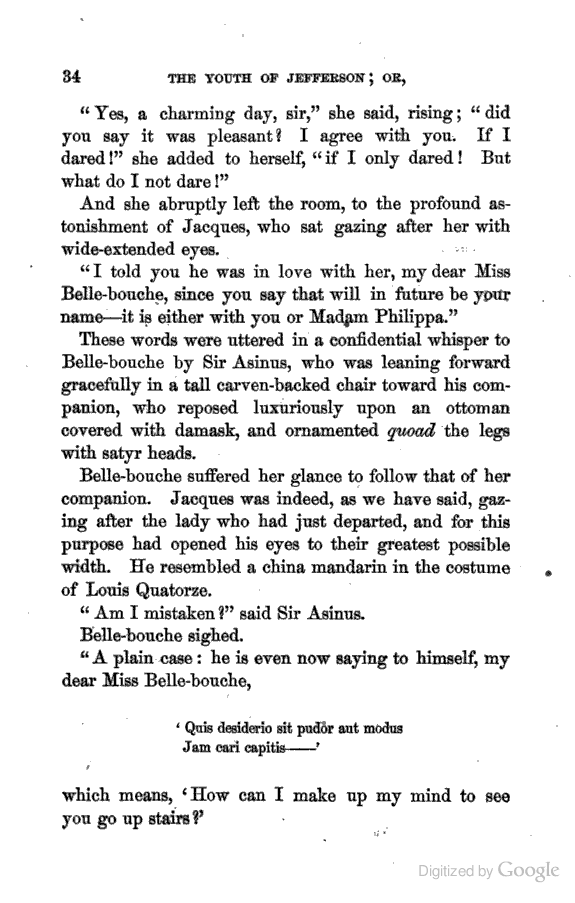 34 THE YOUTH OF JEFFERSON; OR,
“Yes, a charming day, sir,” she said, rising; “did
you say it was pleasant? I agree with you. If I
dared!” she added to herself, “if I only dared! But
what do I not dare!”
And she abruptly left the room, to the profound as-
tonishment of Jacques, who sat gazing after her with
wide-extended eyes.
“I told you he was in love with her, my dear Miss
Belle-bouche, since you say that will in future be your
name—it is either with you or Madam Philippa.”
These words were uttered in a confidential whisper to
Belle-bouche by Sir Asinus, who was leaning forward
gracefully in a tall carven-backed chair toward his com-
panion, who reposed luxuriously upon an ottoman
covered with damask, and ornamented quoad the legs
with satyr heads.
Belle-bouche suffered her glance to follow that of her
companion. Jacques was indeed, as we have said, gaz-
ing after the lady who had just departed, and for this
purpose had opened his eyes to their greatest possible
width. He resembled a china mandarin in the costume
of Louis Quatorze.
“Am I mistaken?” said Sir Asinus.
Belle-bouche sighed.
“A plain case: he is even now saying to himself, my
dear Miss Belle-bouche,
‘Quis desiderio sit pudor aut modus
Jam cari capitis——’
which means, ‘How can I make up my mind to see
you go up stairs?’
Digitized by Google